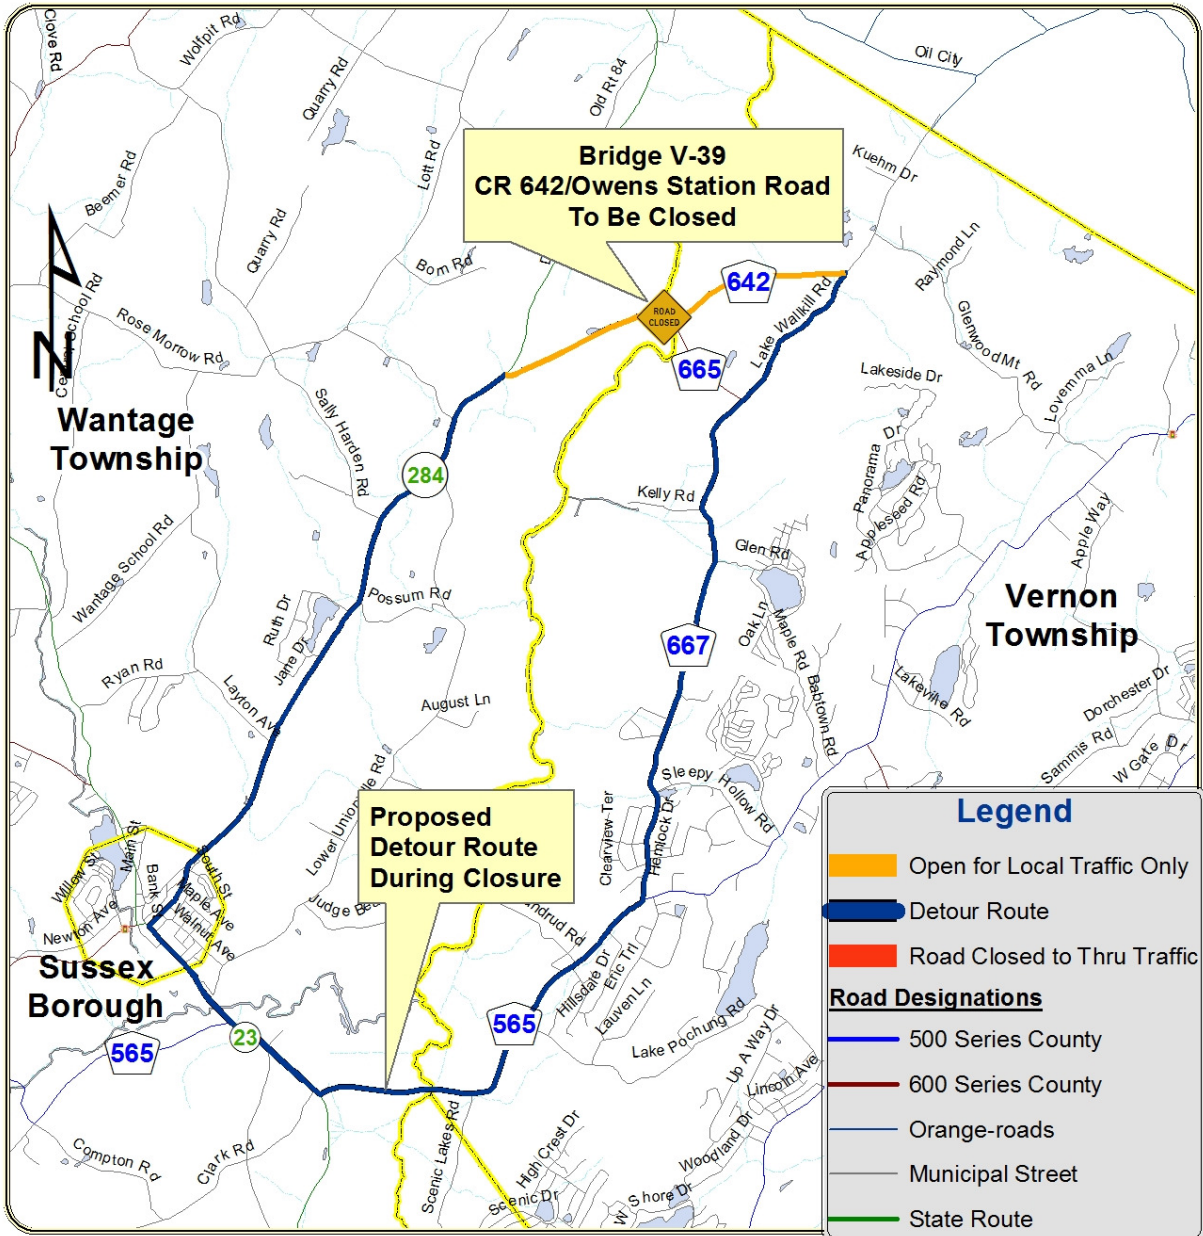 Clove Rd
Wolfpit Rd
Quarry Rd
Old Rt 84
Oil City
Beemer Rd
Lott Rd
Bridge V-39
CR 642/Owens Station Road
To Be Closed
Kuehm Dr
Quarry Rd
Born Rd
Raymond Ln
642
ROAD
CLOSED
Lake Wallkill Rd
Rose Morrow Rd
665
Glenwood Mt Rd
Lovemma Ln
Lakeside Dr
N
Wantage
Township
Sally Harden Rd
284
Panorama Dr
Appleseed Rd
Kelly Rd
Apple Way
Wantage School Rd
Glen Rd
Possum Rd
Ruth Dr
Jane Dr
Oak Ln
Maple Rd
Babtown Rd
Vernon
Township
667
Ryan Rd
Layton Ave
August Ln
Lakeville Rd
Dorchester Dr
Sammis Rd
W Gate Dr
Sleepy Hollow Rd
Lower Unionville Rd
Proposed
Detour Route
During Closure
Clearview Ter
Hemlock Dr
Willow St
Main St
Bank St
South St
Maple Ave
Walnut Ave
Newton Ave
Sussex
Borough
565
23
565
Hillsdale Dr
Eric Trl
Lauven Ln
Lake Pochung Rd
Up A Way Dr
Lincoln Ave
Woodland Dr
Compton Rd
Clark Rd
Scenic Lakes Rd
High Crest Dr
Scenic Dr
W Shore Dr
Legend
Open for Local Traffic Only
Detour Route
Road Closed to Thru Traffic
Road Designations
500 Series County
600 Series County
Orange-roads
Municipal Street
State Route